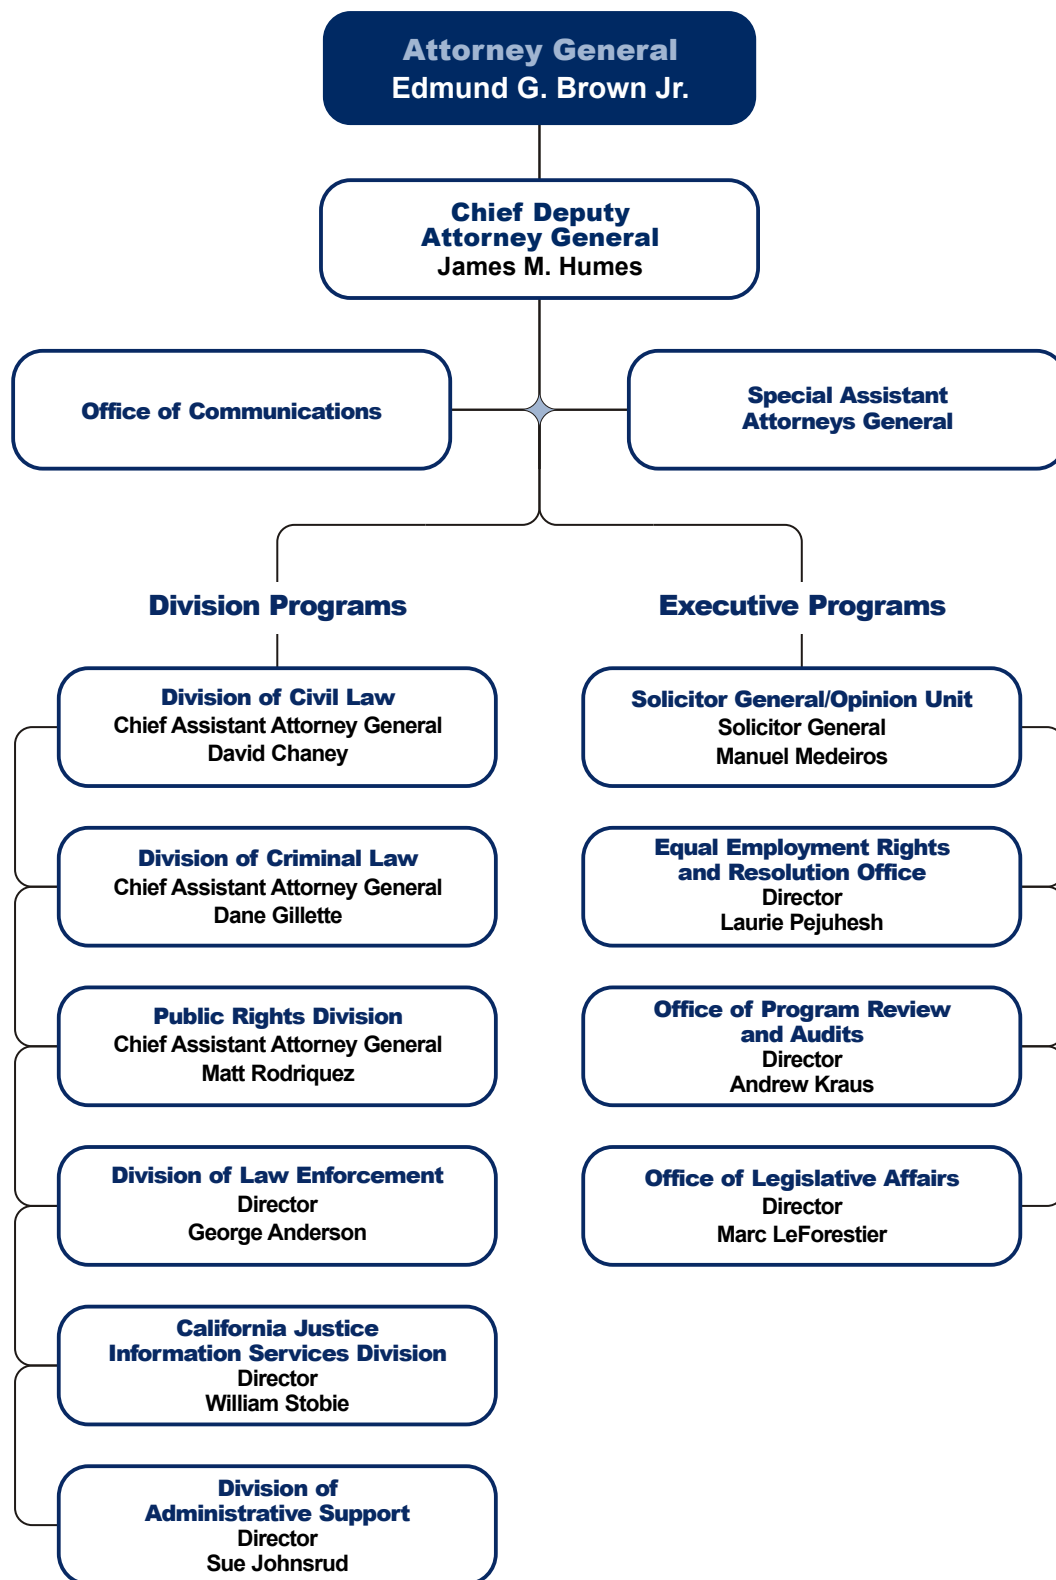 Attorney General
Edmund G. Brown Jr.
Chief Deputy
Attorney General
James M. Humes
Office of Communications
Special Assistant
Attorneys General
Division Programs
Executive Programs
Division of Civil Law
Chief Assistant Attorney General
David Chaney
Division of Criminal Law
Chief Assistant Attorney General
Dane Gillette
Public Rights Division
Chief Assistant Attorney General
Matt Rodriquez
Division of Law Enforcement
Director
George Anderson
California Justice
Information Services Division
Director
William Stobie
Division of
Administrative Support
Director
Sue Johnsrud
Solicitor General/Opinion Unit
Solicitor General
Manuel Medeiros
Equal Employment Rights
and Resolution Office
Director
Laurie Pejuhesh
Office of Program Review
and Audits
Director
Andrew Kraus
Office of Legislative Affairs
Director
Marc LeForestier